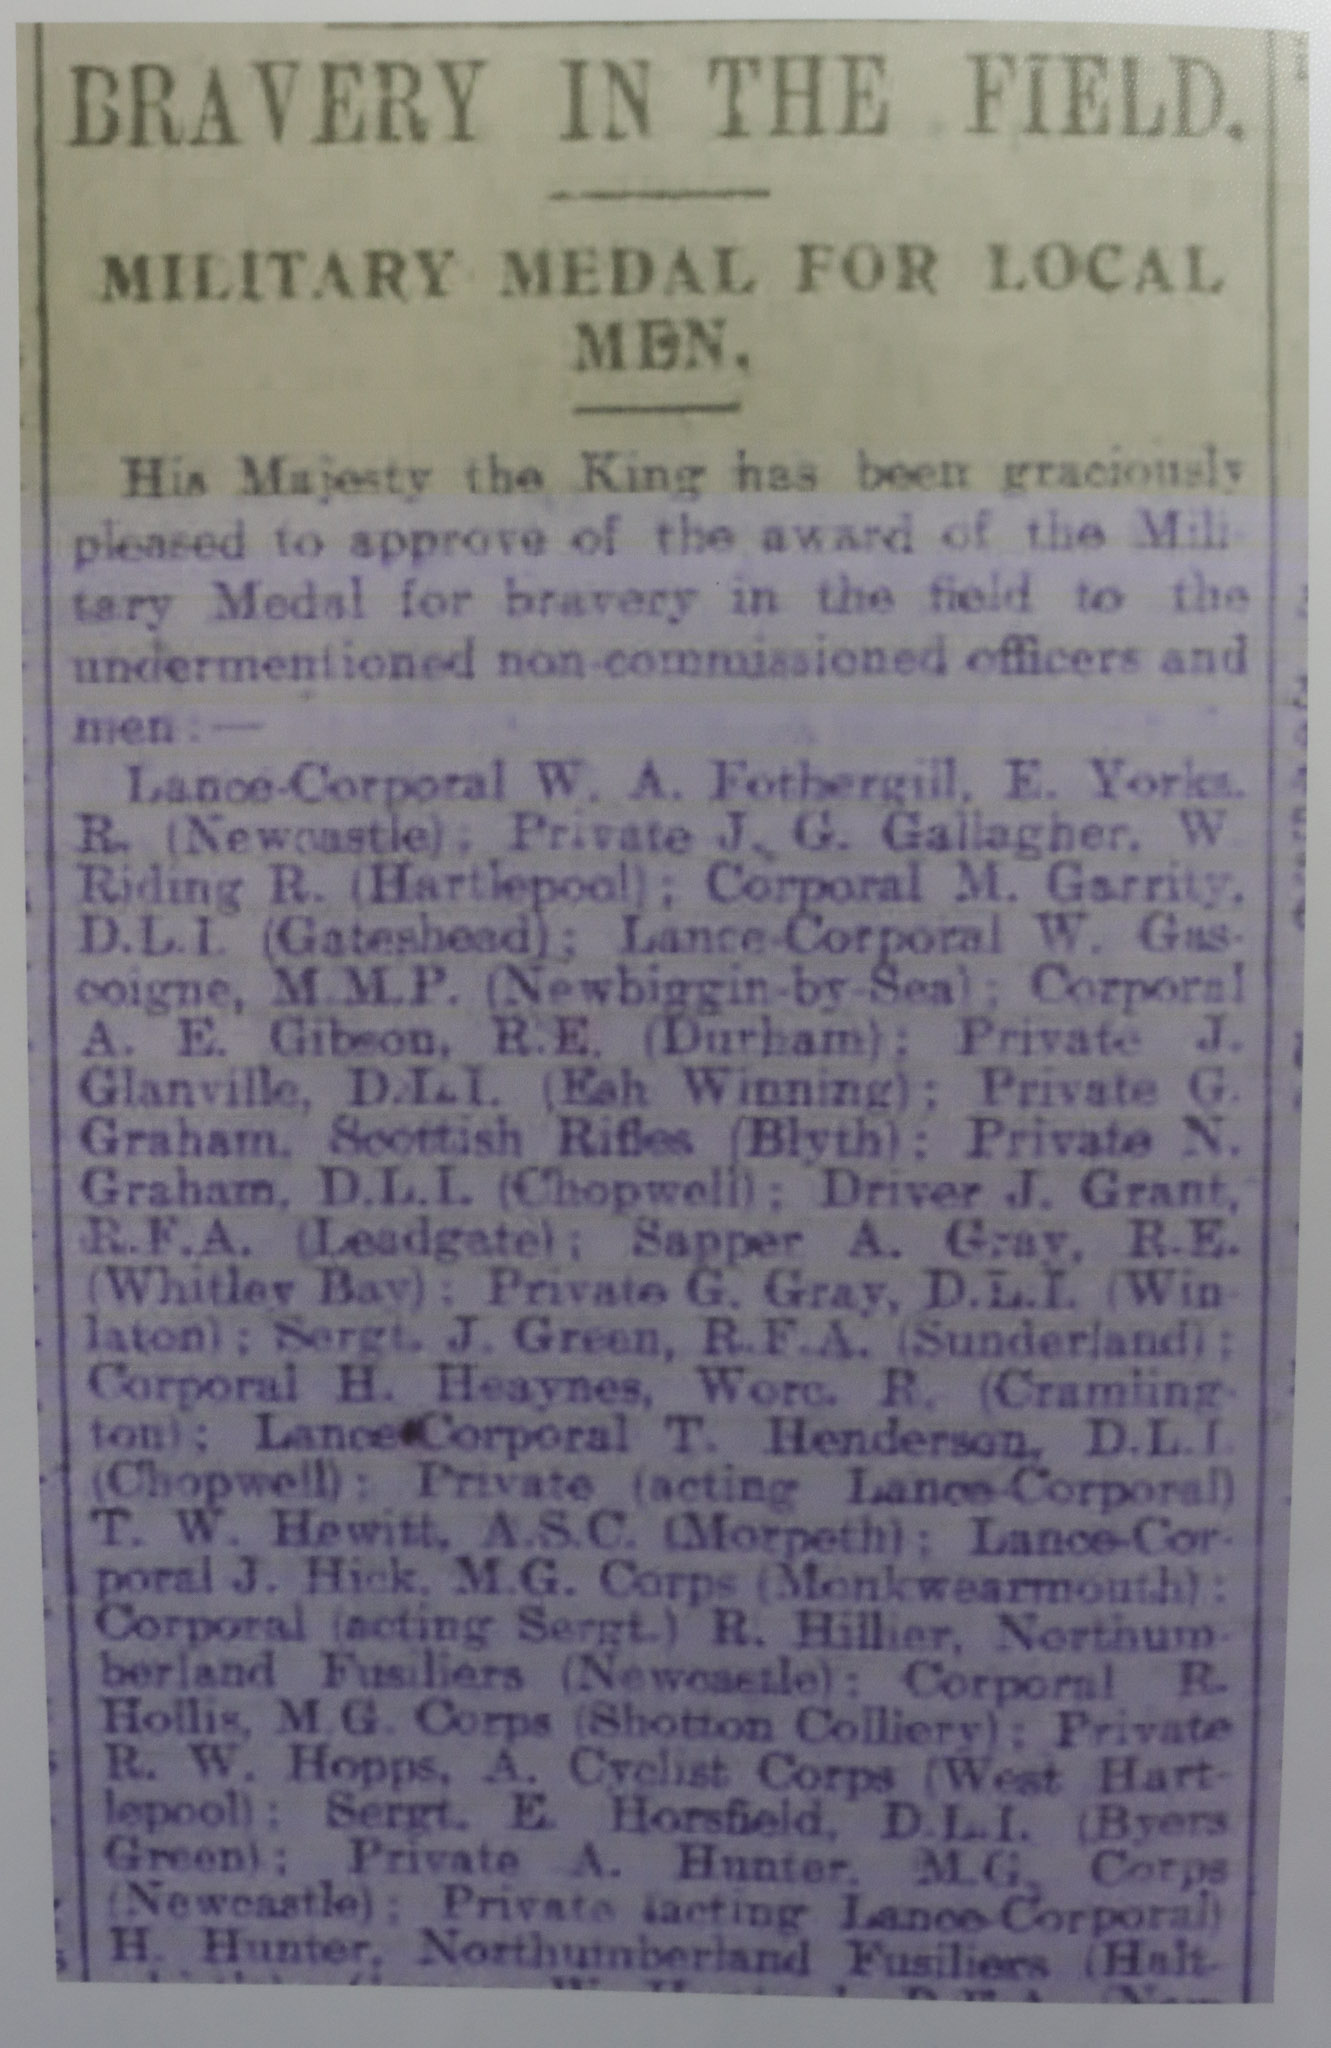 BRAVERY IN THE FIELD.
MILITARY MEDAL FOR LOCAL
MEN.
His Majesty the King has been graciously
pleased to approve of the award of the Mili-
tary Medal for bravery in the field to the
undermentioned non-commissioned officers and
men:—
Lance-Corporal W. A. Fothergill, E. Yorks.
R. (Newcastle); Private J. G. Gallagher, W.
Riding R. (Hartlepool); Corporal M. Garrity,
D.L.I. (Gateshead); Lance-Corporal W. Gas-
coigne, M.M.P. (Newbiggin-by-Sea); Corporal
A. E. Gibson, R.E. (Durham); Private J.
Glanville, D.L.I. (Esh Winning); Private G.
Graham, Scottish Rifles (Blyth); Private N.
Graham, D.L.I. (Chopwell); Driver J. Grant,
R.F.A. (Leadgate); Sapper A. Gray, R.E.
(Whitley Bay); Private G. Gray, D.L.I. (Win-
laton); Sergt. J. Green, R.F.A. (Sunderland);
Corporal H. Heaynes, Worc. R. (Cramling-
ton); Lance-Corporal T. Henderson, D.L.I.
(Chopwell); Private (acting Lance-Corporal)
T. W. Hewitt, A.S.C. (Morpeth); Lance-Cor-
poral J. Hick, M.G. Corps (Monkwearmouth);
Corporal (acting Sergt.) R. Hillier, Northum-
berland Fusiliers (Newcastle); Corporal R.
Hollis, M.G. Corps (Shotton Colliery); Private
R. W. Hopps, A. Cyclist Corps (West Hart-
lepool); Sergt. E. Horsfield, D.L.I. (Byers
Green); Private A. Hunter, M.G. Corps
(Newcastle); Private (acting Lance-Corporal)
H. Hunter, Northumberland Fusiliers (Halt-